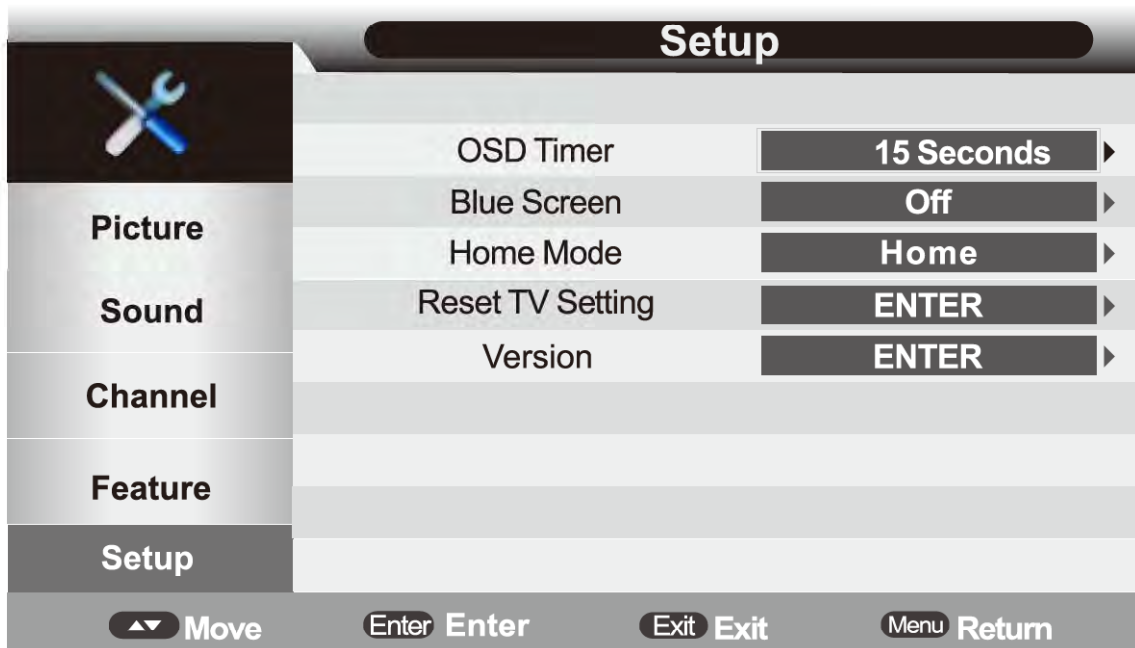 Setup
OSD Timer 15 Seconds
Blue Screen Off
Home Mode Home
Reset TV Setting ENTER
Version ENTER
Picture
Sound
Channel
Feature
Setup
Move Enter Enter Exit Exit Menu Return